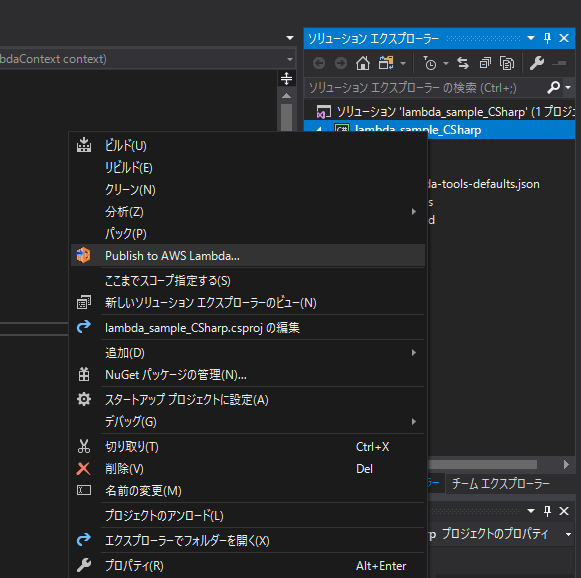 ソリューション エクスプローラー
bdaContext context)
ソリューション エクスプローラー の検索 (Ctrl+;)
ソリューション 'lambda_sample_CSharp' (1 プロジェ
C# lambda_sample_CSharp
da-tools-defaults.json
s
d
ビルド(U)
リビルド(E)
クリーン(N)
分析(Z)
パック(P)
Publish to AWS Lambda...
ここまでスコープ指定する(S)
新しいソリューション エクスプローラーのビュー(N)
lambda_sample_CSharp.csproj の編集
追加(D)
NuGet パッケージの管理(N)...
スタートアップ プロジェクトに設定(A)
デバッグ(G)
切り取り(T) Ctrl+X
削除(V) Del
名前の変更(M)
プロジェクトのアンロード(L)
エクスプローラーでフォルダーを開く(X)
プロパティ(R) Alt+Enter
ラー チーム エクスプローラー
rp プロジェクトのプロパティ